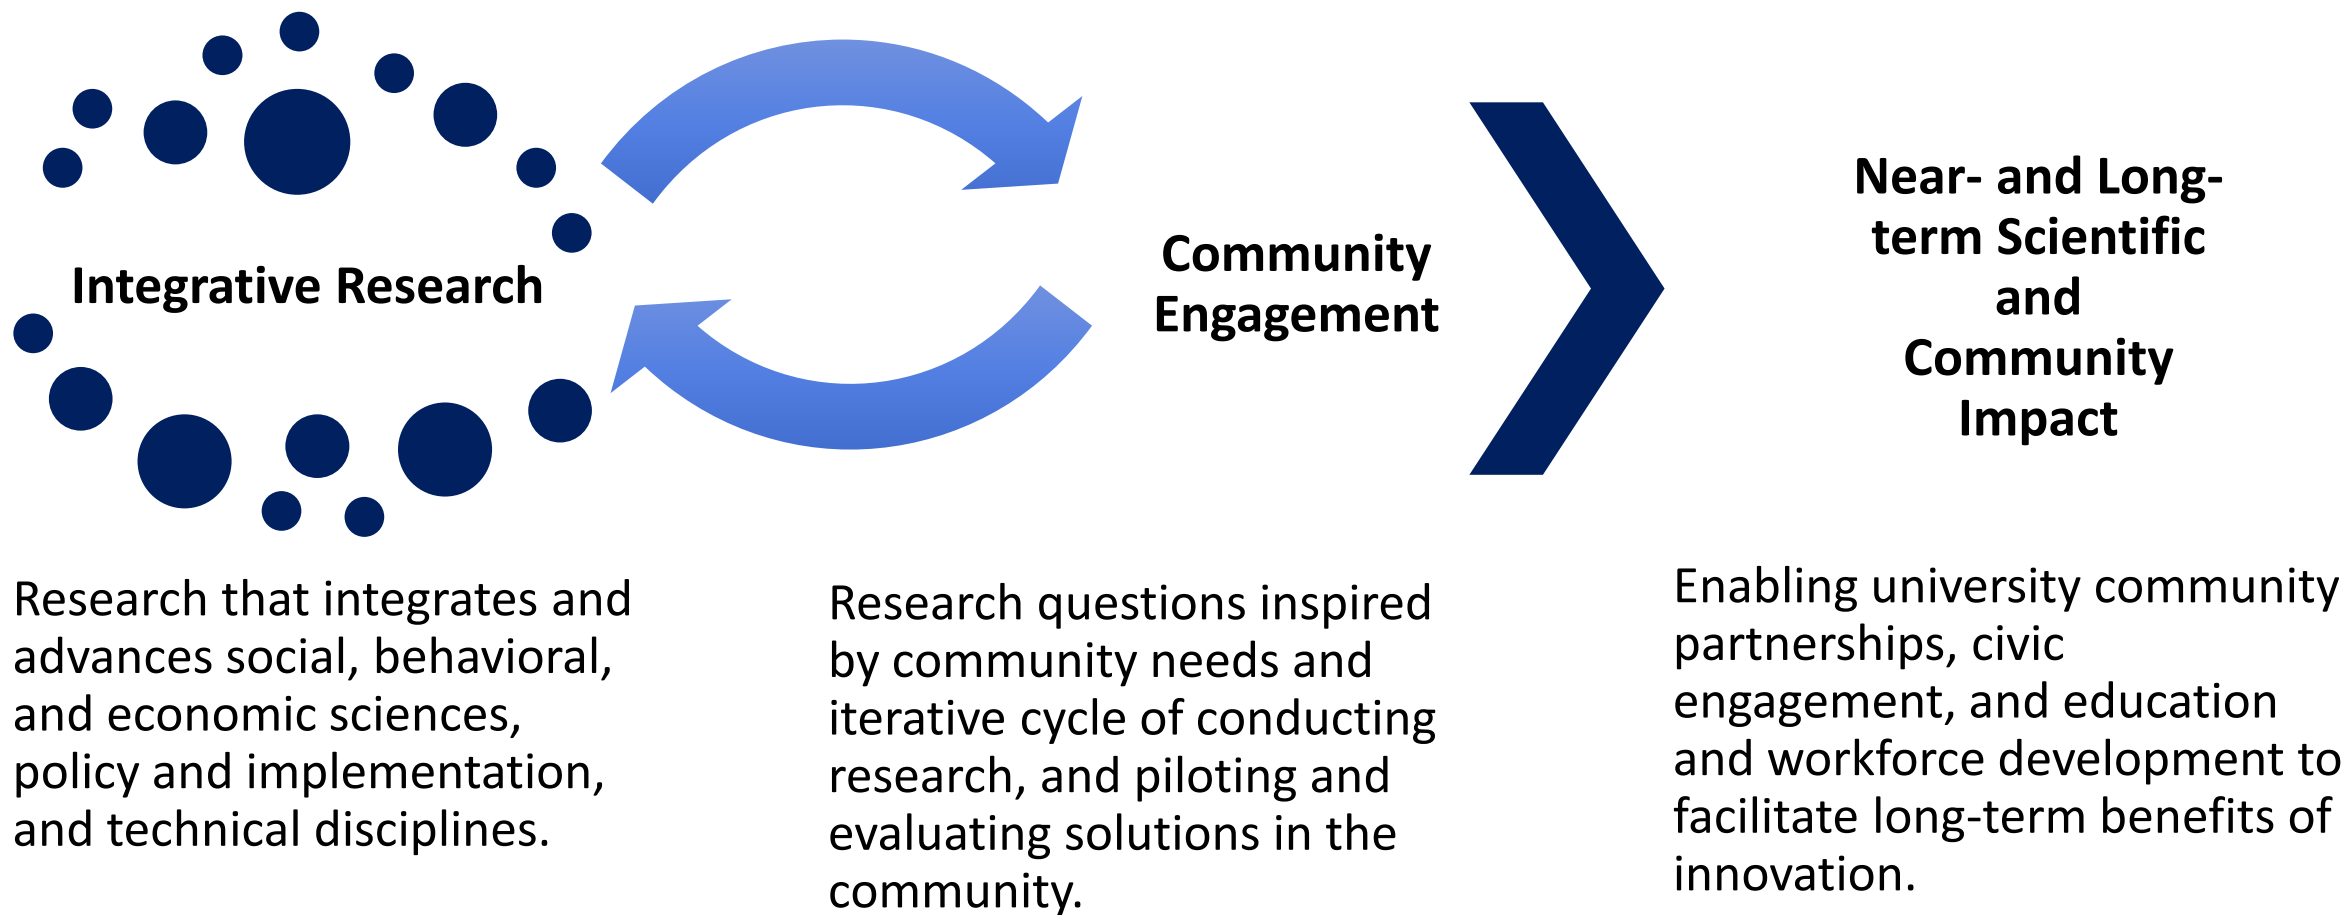 Integrative Research
Community
Engagement
Near- and Long-
term Scientific
and
Community
Impact
Research that integrates and
advances social, behavioral,
and economic sciences,
policy and implementation,
and technical disciplines.
Research questions inspired
by community needs and
iterative cycle of conducting
research, and piloting and
evaluating solutions in the
community.
Enabling university community
partnerships, civic
engagement, and education
and workforce development to
facilitate long-term benefits of
innovation.